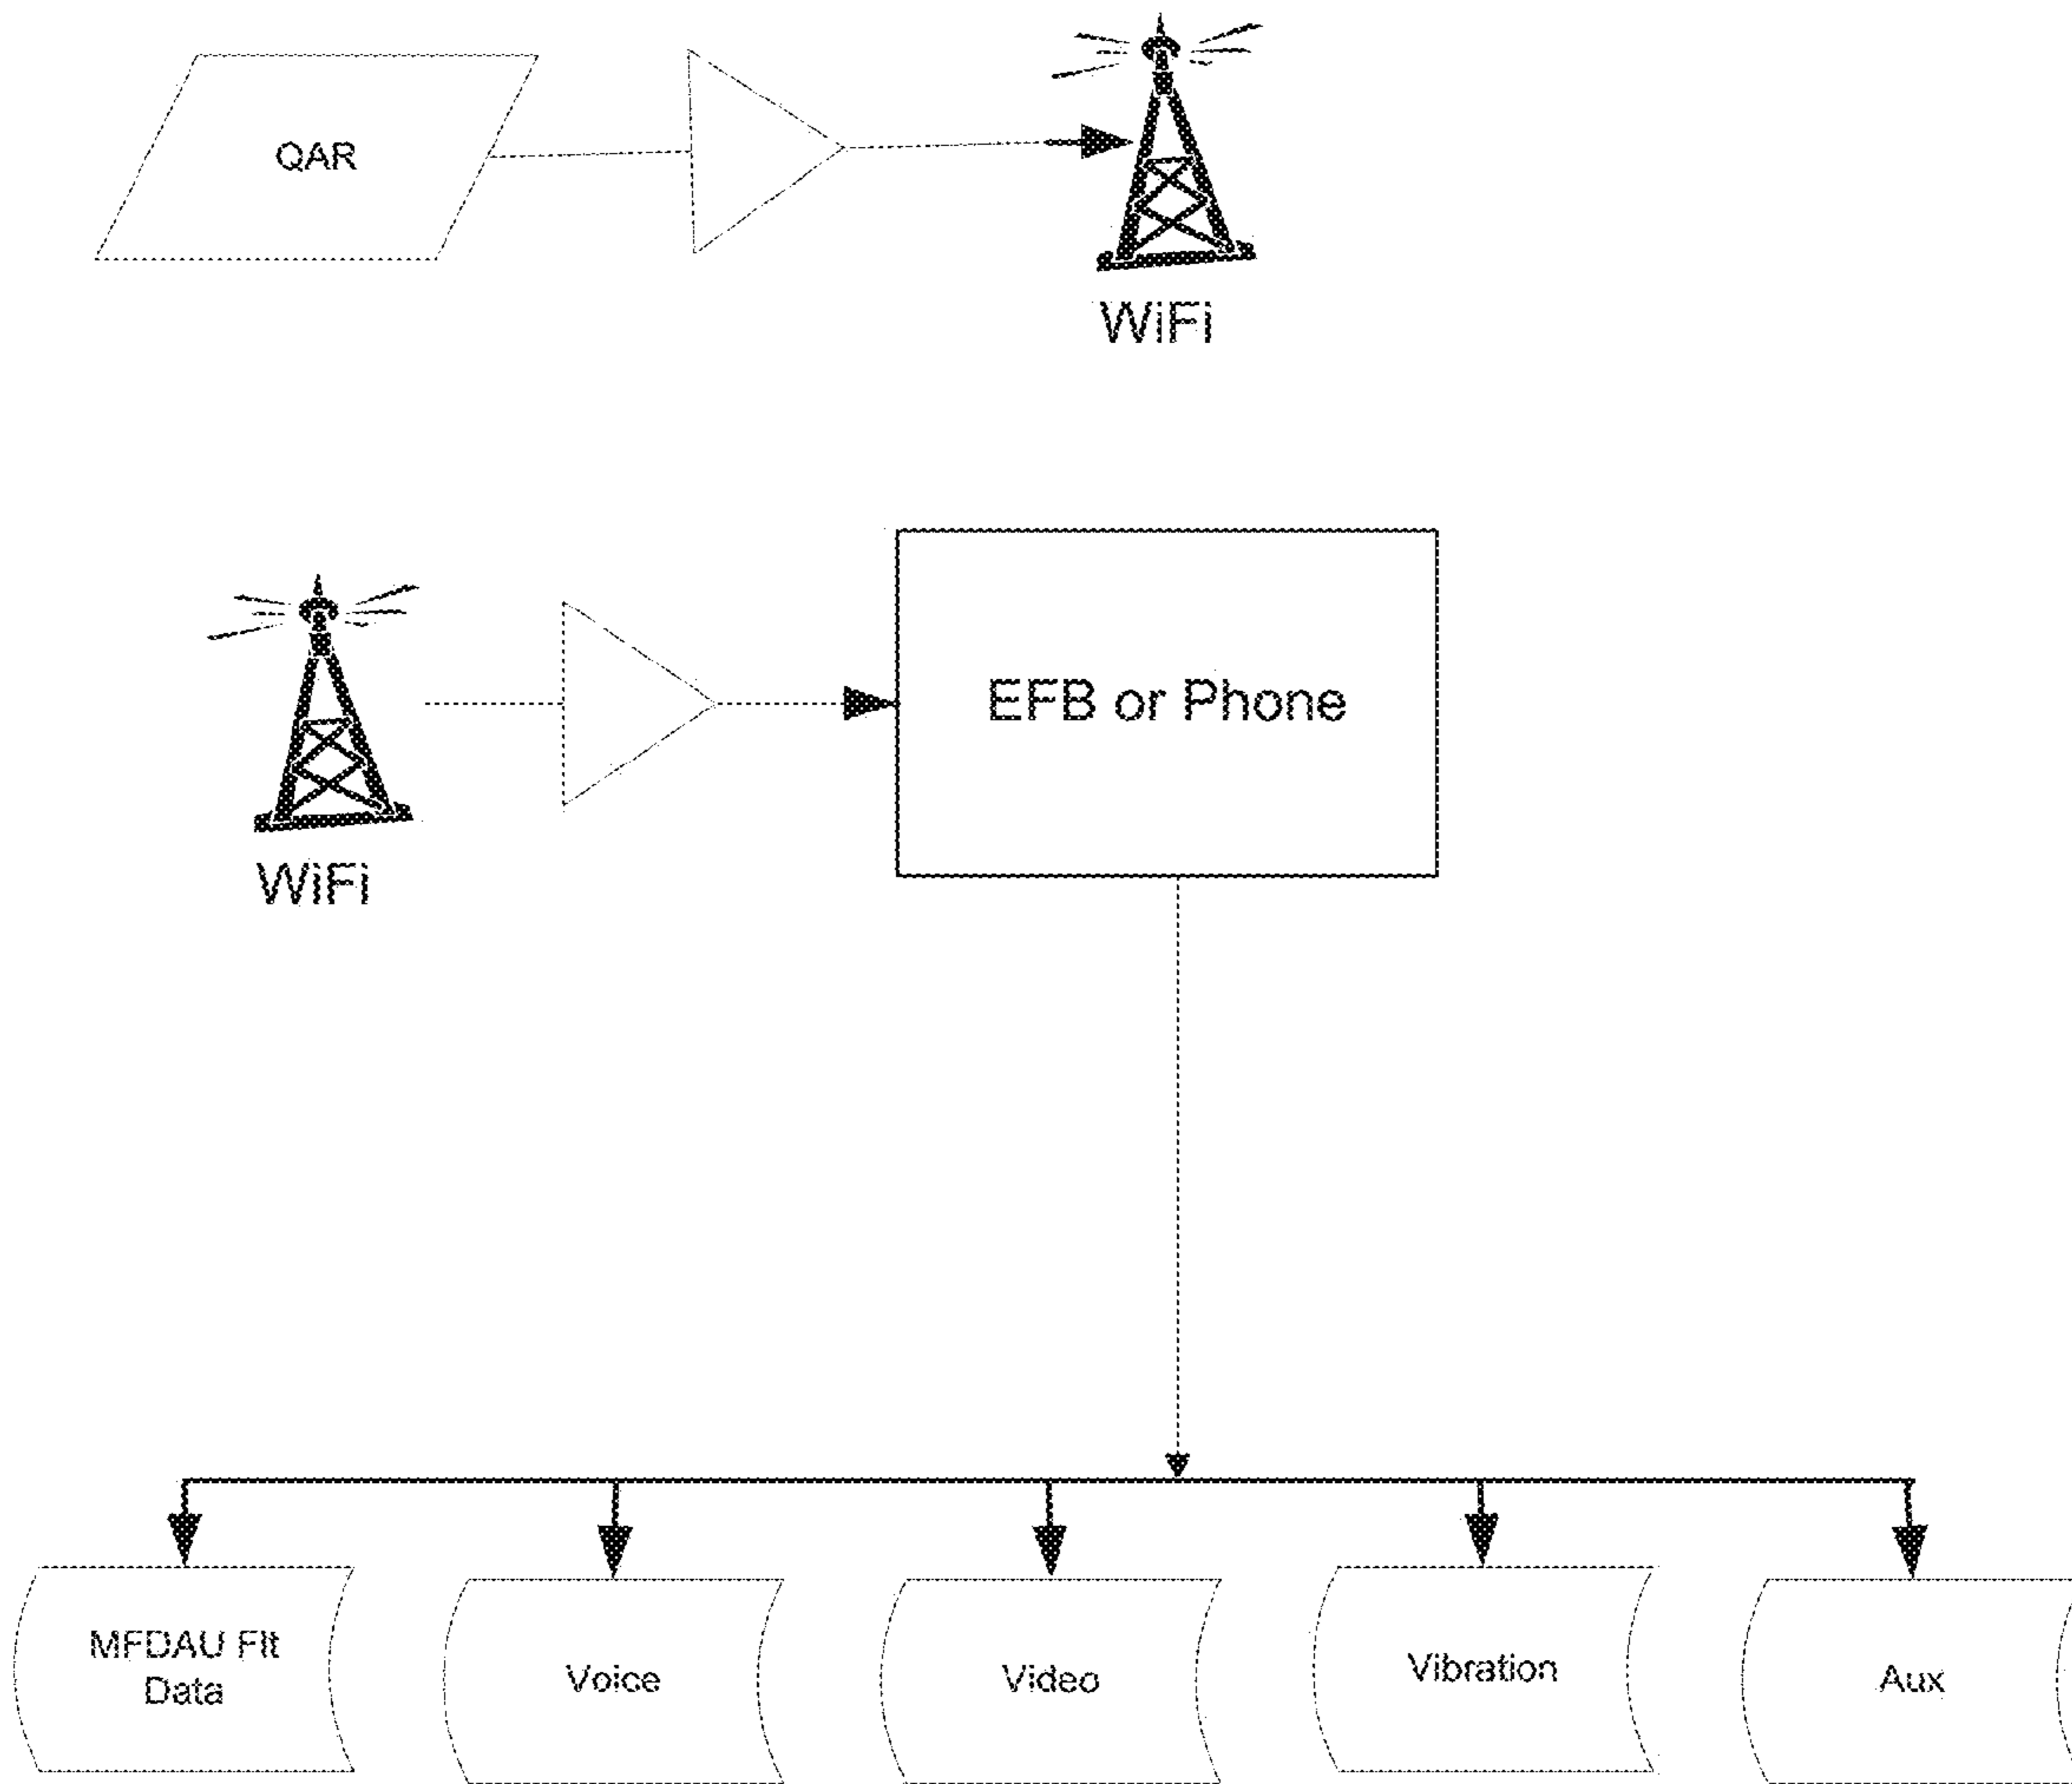 QAR
WiFi
EFB or Phone
WiFi
MFDAU Flt
Data
Voice
Video
Vibration
Aux